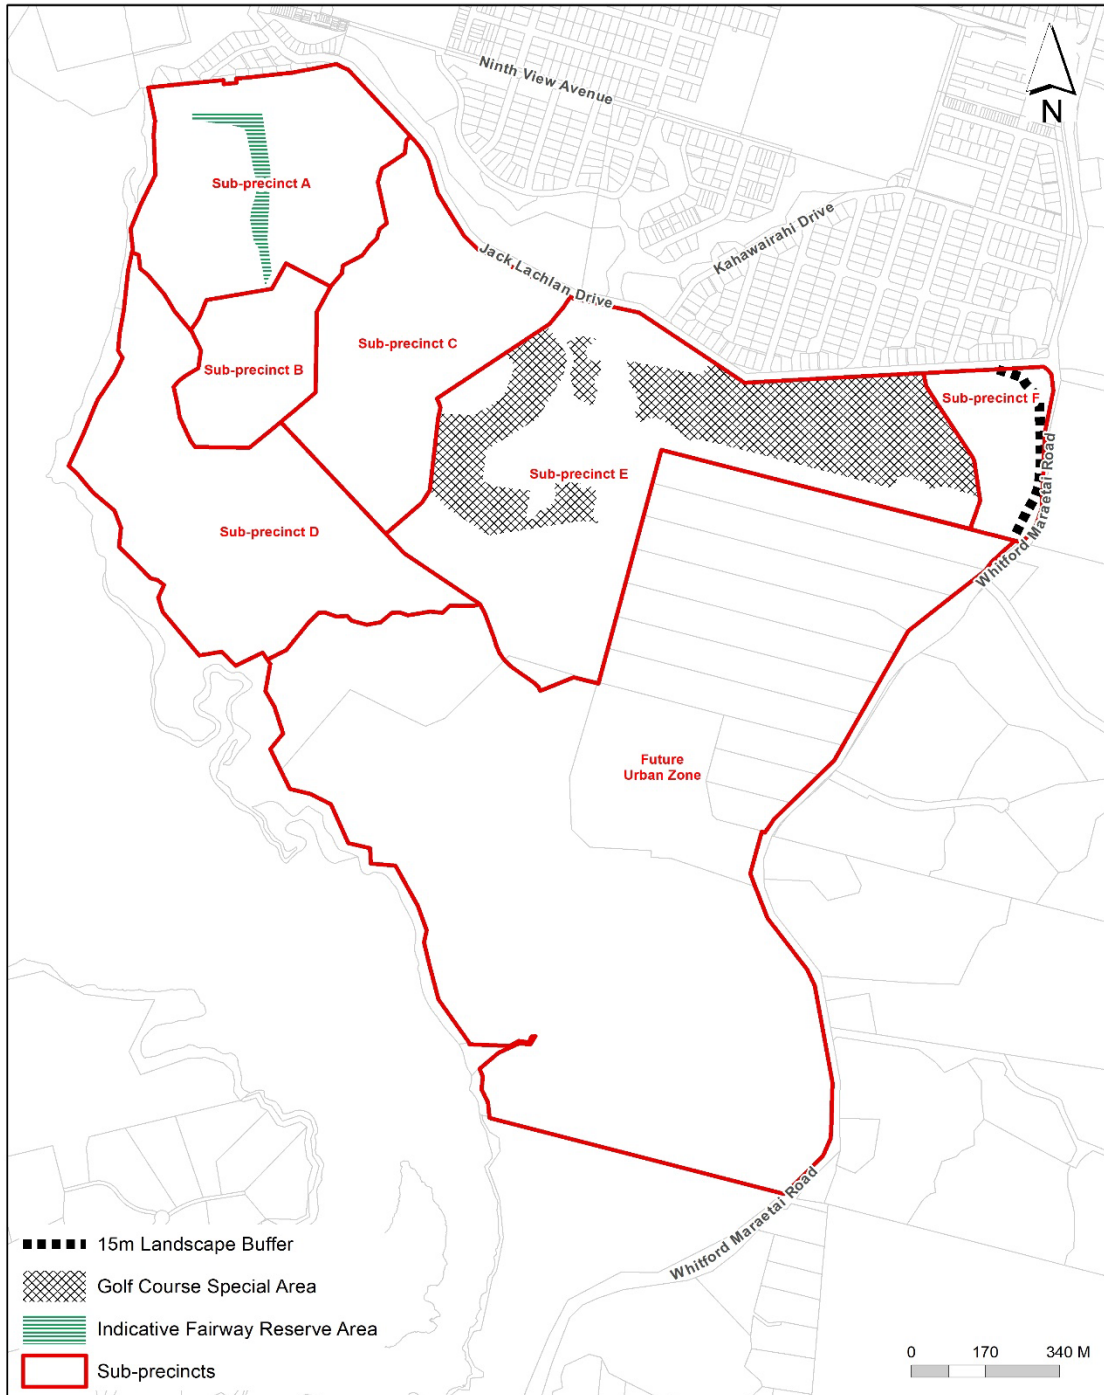 Ninth View Avenue
N
Sub-precinct A
Kahawairahi Drive
Jack Lachlan Drive
Sub-precinct C
Sub-precinct B
Sub-precinct F
Sub-precinct E
Whitford Maraetai Road
Sub-precinct D
Future
Urban Zone
Whitford Maraetai Road
15m Landscape Buffer
Golf Course Special Area
Indicative Fairway Reserve Area
Sub-precincts
0 170 340 M